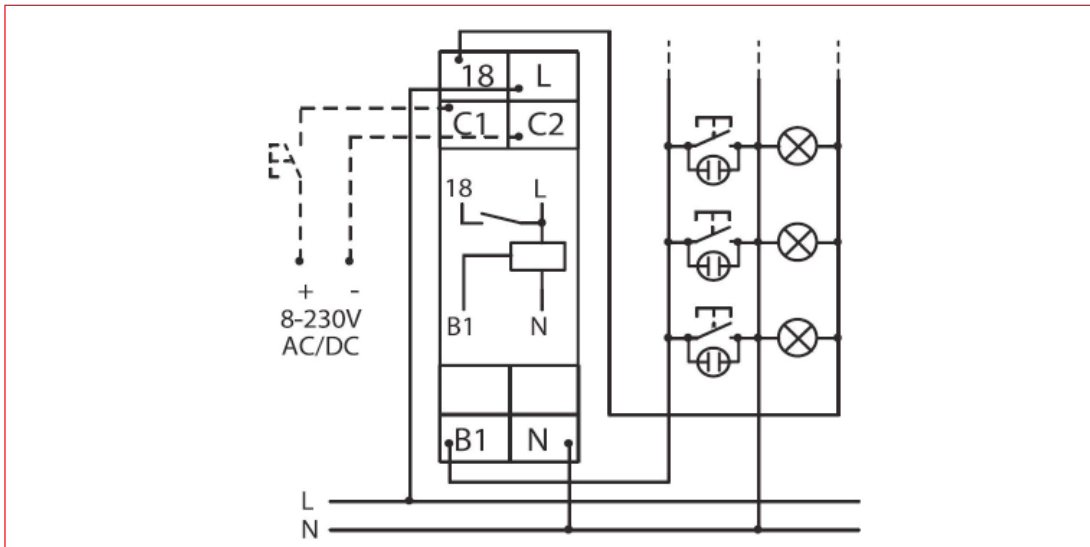 18 L
C1 C2
18 L
B1 N
+ -
8-230V
AC/DC
B1 N
L
N